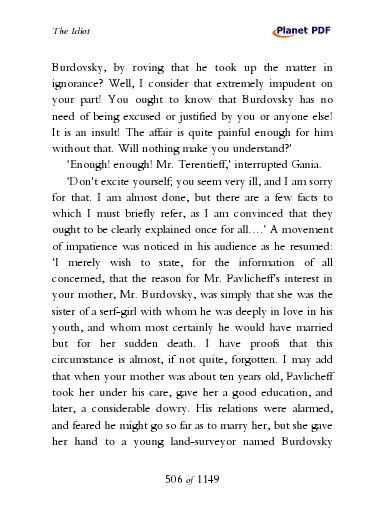 The Idiot
Planet PDF
Burdovsky, by roving that he took up the matter in
ignorance? Well, I consider that extremely impudent on
your part! You ought to know that Burdovsky has no
need of being excused or justified by you or anyone else!
It is an insult! The affair is quite painful enough for him
without that. Will nothing make you understand?’
‘Enough! enough! Mr. Terentieff,’ interrupted Gania.
‘Don’t excite yourself; you seem very ill, and I am sorry
for that. I am almost done, but there are a few facts to
which I must briefly refer, as I am convinced that they
ought to be clearly explained once for all....’ A movement
of impatience was noticed in his audience as he resumed:
‘I merely wish to state, for the information of all
concerned, that the reason for Mr. Pavlicheff’s interest in
your mother, Mr. Burdovsky, was simply that she was the
sister of a serf-girl with whom he was deeply in love in his
youth, and whom most certainly he would have married
but for her sudden death. I have proofs that this
circumstance is almost, if not quite, forgotten. I may add
that when your mother was about ten years old, Pavlicheff
took her under his care, gave her a good education, and
later, a considerable dowry. His relations were alarmed,
and feared he might go so far as to marry her, but she gave
her hand to a young land-surveyor named Burdovsky
506 of 1149